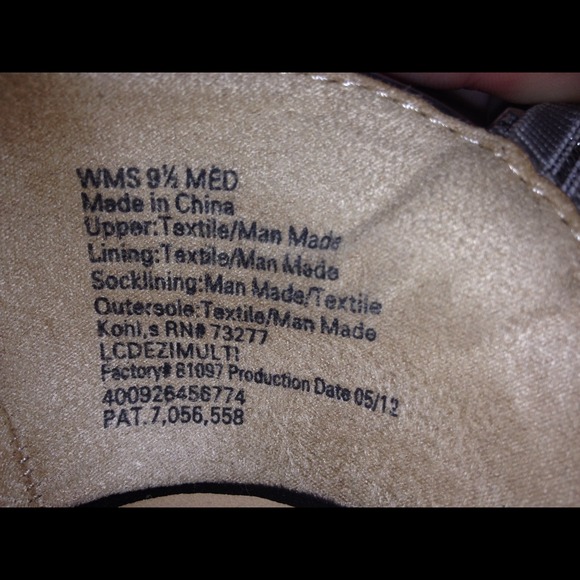 WMS 9½ MED
Made in China
Upper:Textile/Man Made
Lining:Textile/Man Made
Socklining:Man Made/Textile
Outersole:Textile/Man Made
Kohl,s RN# 73277
LCDEZIMULTI
Factory# 81097 Production Date 05/12
400926456774
PAT.7,056,558